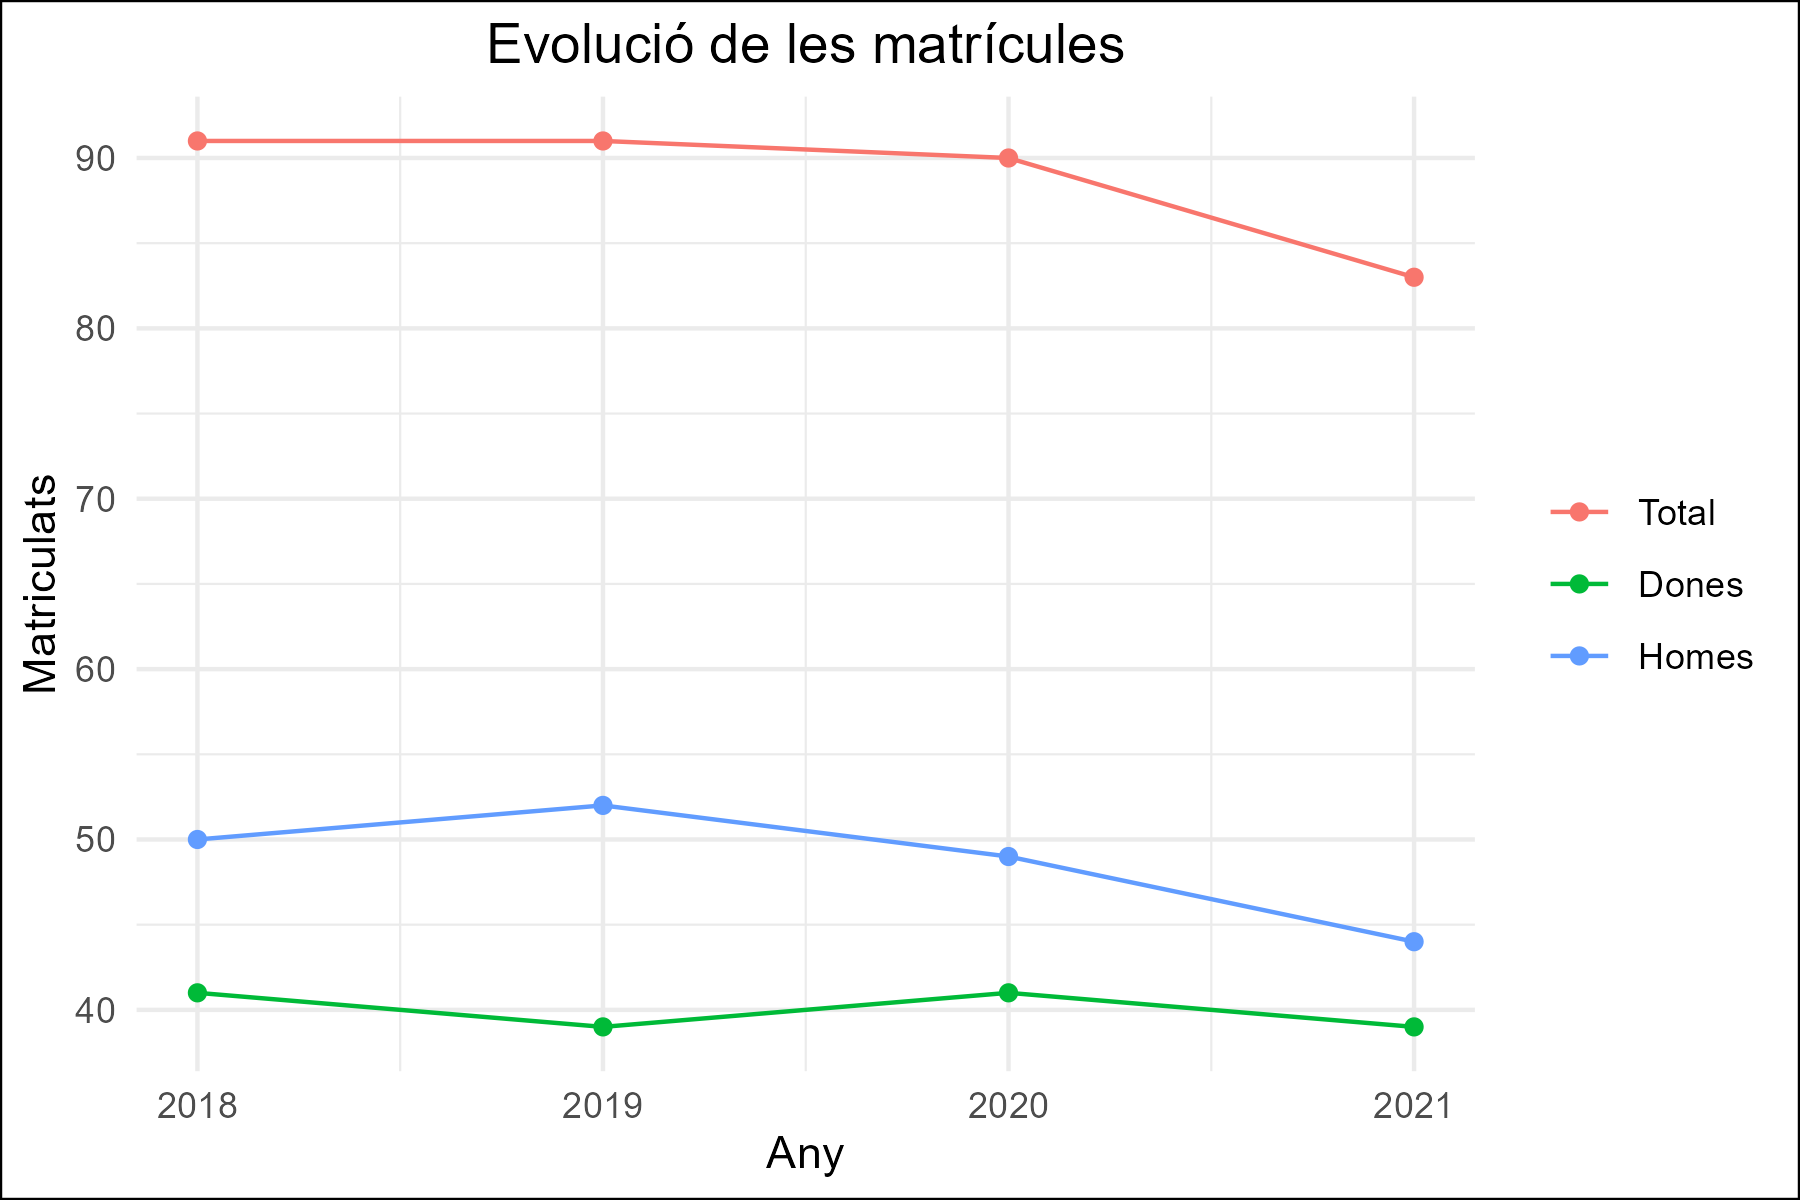 Evolució de les matrícules
Matriculats
90
80
70
60
50
40
2018 2019 2020 2021
Any
Total
Dones
Homes